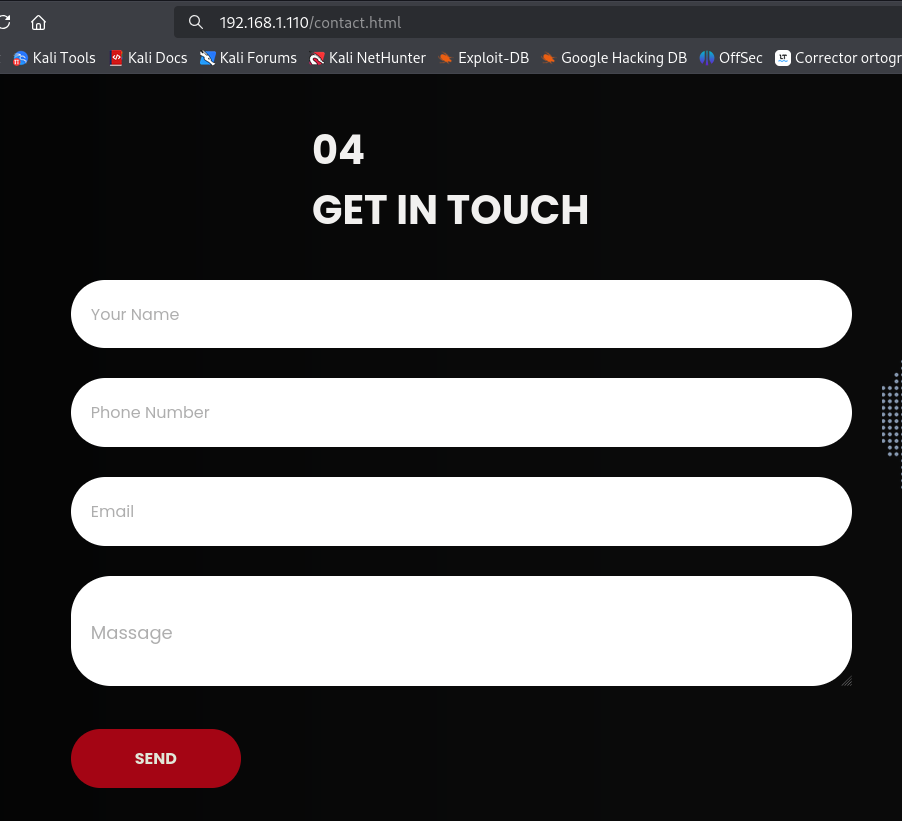 192.168.1.110/contact.html
Kali Tools Kali Docs Kali Forums Kali NetHunter Exploit-DB Google Hacking DB OffSec LT Corrector
04
GET IN TOUCH
Your Name
Phone Number
Email
Massage
SEND